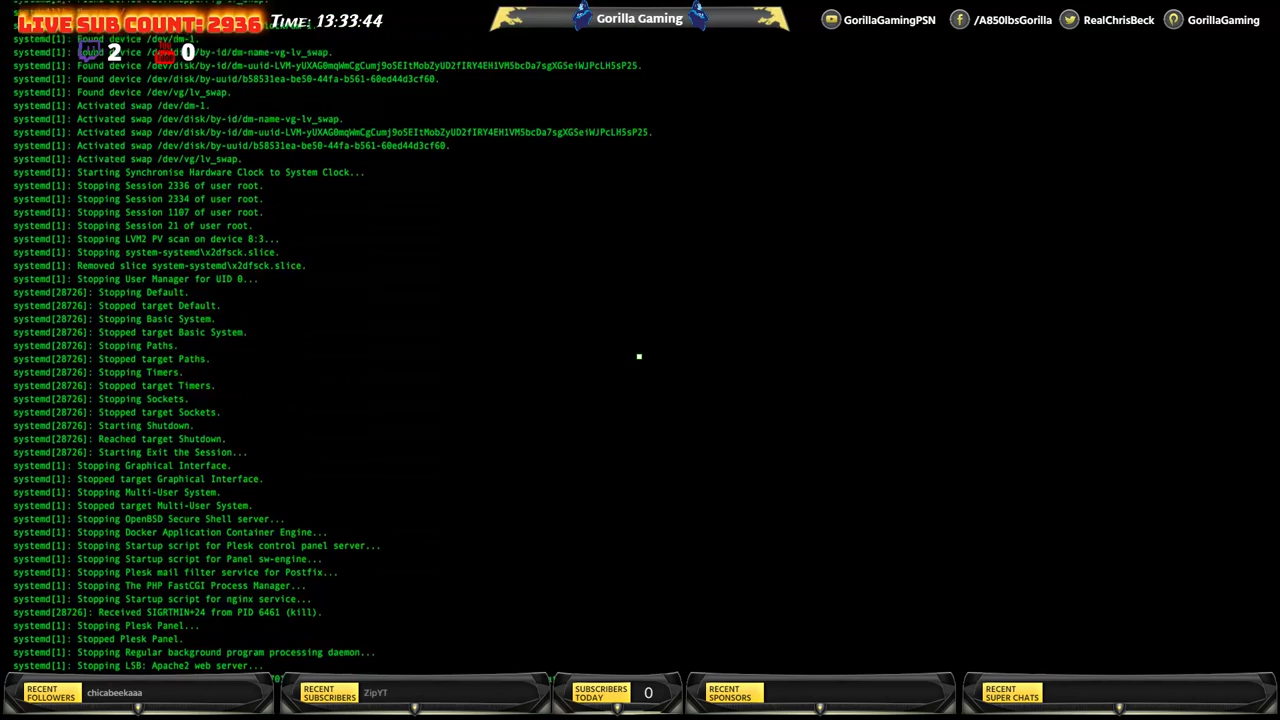 LIVE SUB COUNT: 2936
TIME: 13:33:44
Gorilla Gaming
GorillaGamingPSN
/A850lbsGorilla
RealChrisBeck
GorillaGaming
2
0
systemd[1]: Found device /dev/dm-1.
systemd[1]: Found device /dev/disk/by-id/dm-name-vg-lv_swap.
systemd[1]: Found device /dev/disk/by-id/dm-uuid-LVM-yUXAG0mqWmCgCumj9oSEItMobZyUD2fIRY4EH1VM5bcDa7sgXGSeiWJPcLH5sP25.
systemd[1]: Found device /dev/disk/by-uuid/b58531ea-be50-44fa-b561-60ed44d3cf60.
systemd[1]: Found device /dev/vg/lv_swap.
systemd[1]: Activated swap /dev/dm-1.
systemd[1]: Activated swap /dev/disk/by-id/dm-name-vg-lv_swap.
systemd[1]: Activated swap /dev/disk/by-id/dm-uuid-LVM-yUXAG0mqWmCgCumj9oSEItMobZyUD2fIRY4EH1VM5bcDa7sgXGSeiWJPcLH5sP25.
systemd[1]: Activated swap /dev/disk/by-uuid/b58531ea-be50-44fa-b561-60ed44d3cf60.
systemd[1]: Activated swap /dev/vg/lv_swap.
systemd[1]: Starting Synchronise Hardware Clock to System Clock...
systemd[1]: Stopping Session 2336 of user root.
systemd[1]: Stopping Session 2334 of user root.
systemd[1]: Stopping Session 1107 of user root.
systemd[1]: Stopping Session 21 of user root.
systemd[1]: Stopping LVM2 PV scan on device 8:3...
systemd[1]: Stopping system-systemd\x2dfsck.slice.
systemd[1]: Removed slice system-systemd\x2dfsck.slice.
systemd[1]: Stopping User Manager for UID 0...
systemd[28726]: Stopping Default.
systemd[28726]: Stopped target Default.
systemd[28726]: Stopping Basic System.
systemd[28726]: Stopped target Basic System.
systemd[28726]: Stopping Paths.
systemd[28726]: Stopped target Paths.
systemd[28726]: Stopping Timers.
systemd[28726]: Stopped target Timers.
systemd[28726]: Stopping Sockets.
systemd[28726]: Stopped target Sockets.
systemd[28726]: Starting Shutdown.
systemd[28726]: Reached target Shutdown.
systemd[28726]: Starting Exit the Session...
systemd[1]: Stopping Graphical Interface.
systemd[1]: Stopped target Graphical Interface.
systemd[1]: Stopping Multi-User System.
systemd[1]: Stopped target Multi-User System.
systemd[1]: Stopping OpenBSD Secure Shell server...
systemd[1]: Stopping Docker Application Container Engine...
systemd[1]: Stopping Startup script for Plesk control panel server...
systemd[1]: Stopping Startup script for Panel sw-engine...
systemd[1]: Stopping Plesk mail filter service for Postfix...
systemd[1]: Stopping The PHP FastCGI Process Manager...
systemd[1]: Stopping Startup script for nginx service...
systemd[28726]: Received SIGRTMIN+24 from PID 6461 (kill).
systemd[1]: Stopping Plesk Panel...
systemd[1]: Stopped Plesk Panel.
systemd[1]: Stopping Regular background program processing daemon...
systemd[1]: Stopping LSB: Apache2 web server...
RECENT FOLLOWERS
chicabeekaaa
RECENT SUBSCRIBERS
ZipYT
SUBSCRIBERS TODAY
0
RECENT SPONSORS
RECENT SUPER CHATS